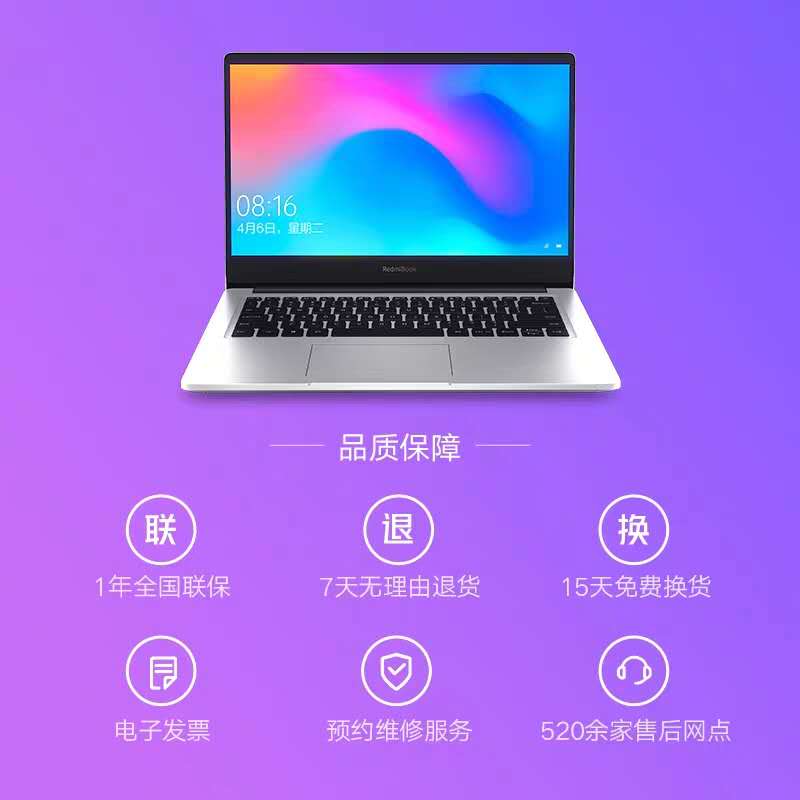 08:16
4月6日，星期二
RedmiBook
品质保障
联
退
换
1年全国联保
7天无理由退货
15天免费换货
电子发票
预约维修服务
520余家售后网点